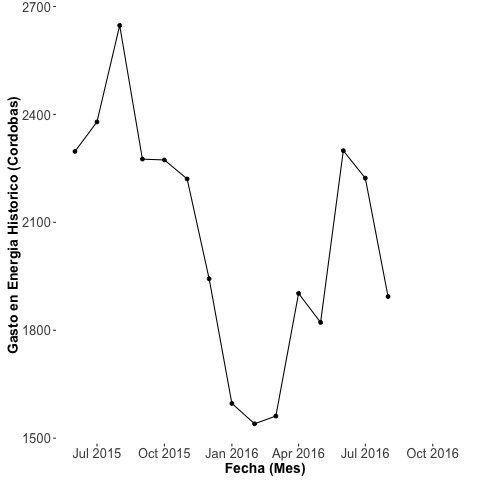 2700
2400
2100
1800
1500
Gasto en Energia Historico (Cordobas)
Jul 2015 Oct 2015 Jan 2016 Apr 2016 Jul 2016 Oct 2016
Fecha (Mes)